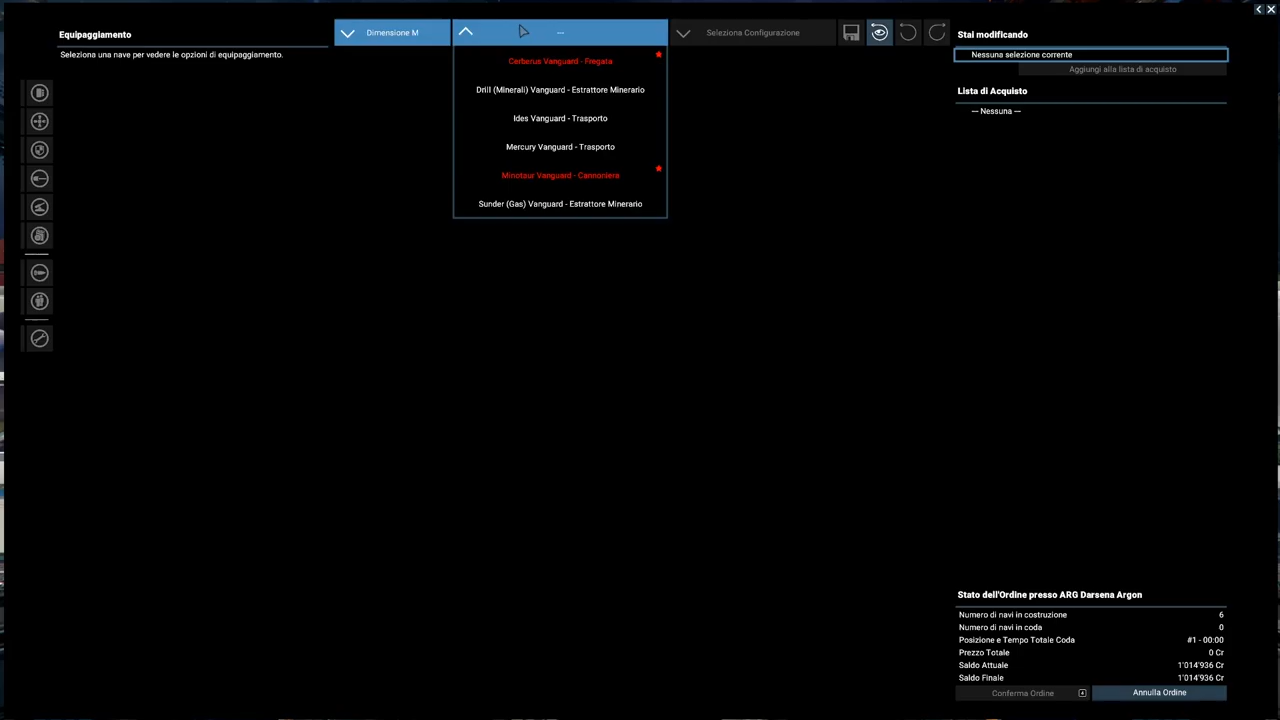 Equipaggiamento
Seleziona una nave per vedere le opzioni di equipaggiamento.
Dimensione M
---
Seleziona Configurazione
Cerberus Vanguard - Fregata
Drill (Minerali) Vanguard - Estrattore Minerario
Ides Vanguard - Trasporto
Mercury Vanguard - Trasporto
Minotaur Vanguard - Cannoniera
Sunder (Gas) Vanguard - Estrattore Minerario
Stai modificando
Nessuna selezione corrente
Aggiungi alla lista di acquisto
Lista di Acquisto
— Nessuna —
Stato dell'Ordine presso ARG Darsena Argon
Numero di navi in costruzione 6
Numero di navi in coda 0
Posizione e Tempo Totale Coda #1 - 00:00
Prezzo Totale 0 Cr
Saldo Attuale 1'014'936 Cr
Saldo Finale 1'014'936 Cr
Conferma Ordine
Annulla Ordine